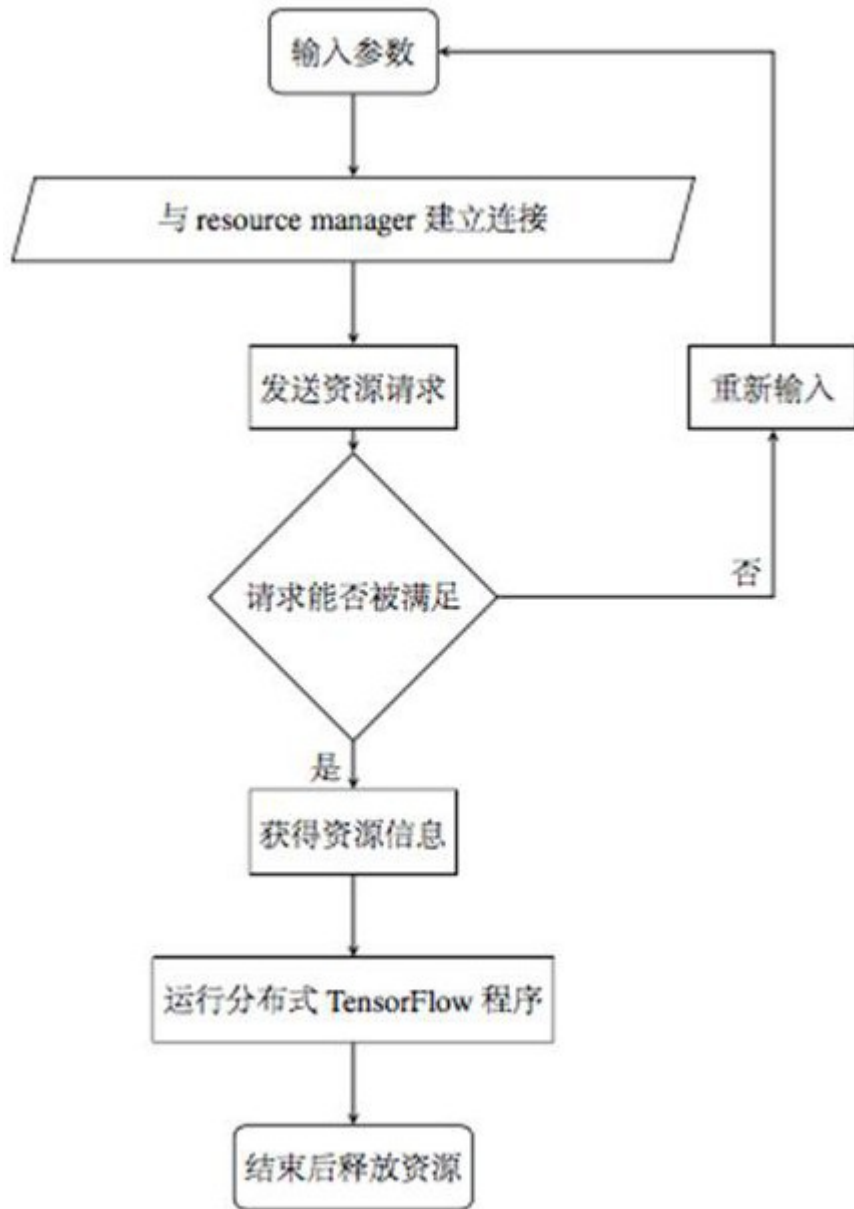 输入参数
与 resource manager 建立连接
发送资源请求
重新输入
请求能否被满足
否
是
获得资源信息
运行分布式 TensorFlow 程序
结束后释放资源